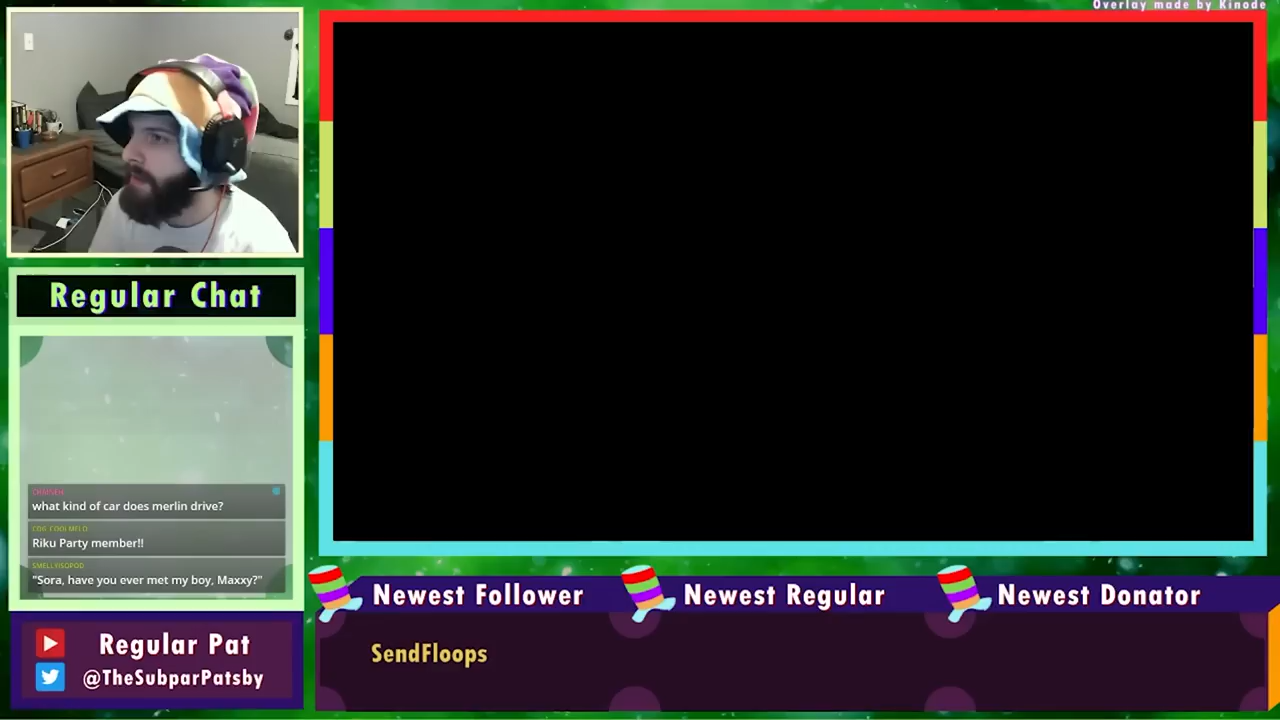 Overlay made by Kinode
Regular Chat
what kind of car does merlin drive?
Riku Party member!!
SMELLYISOPOD
"Sora, have you ever met my boy, Maxxy?"
Regular Pat
@TheSubparPatsby
Newest Follower
Newest Regular
Newest Donator
SendFloops